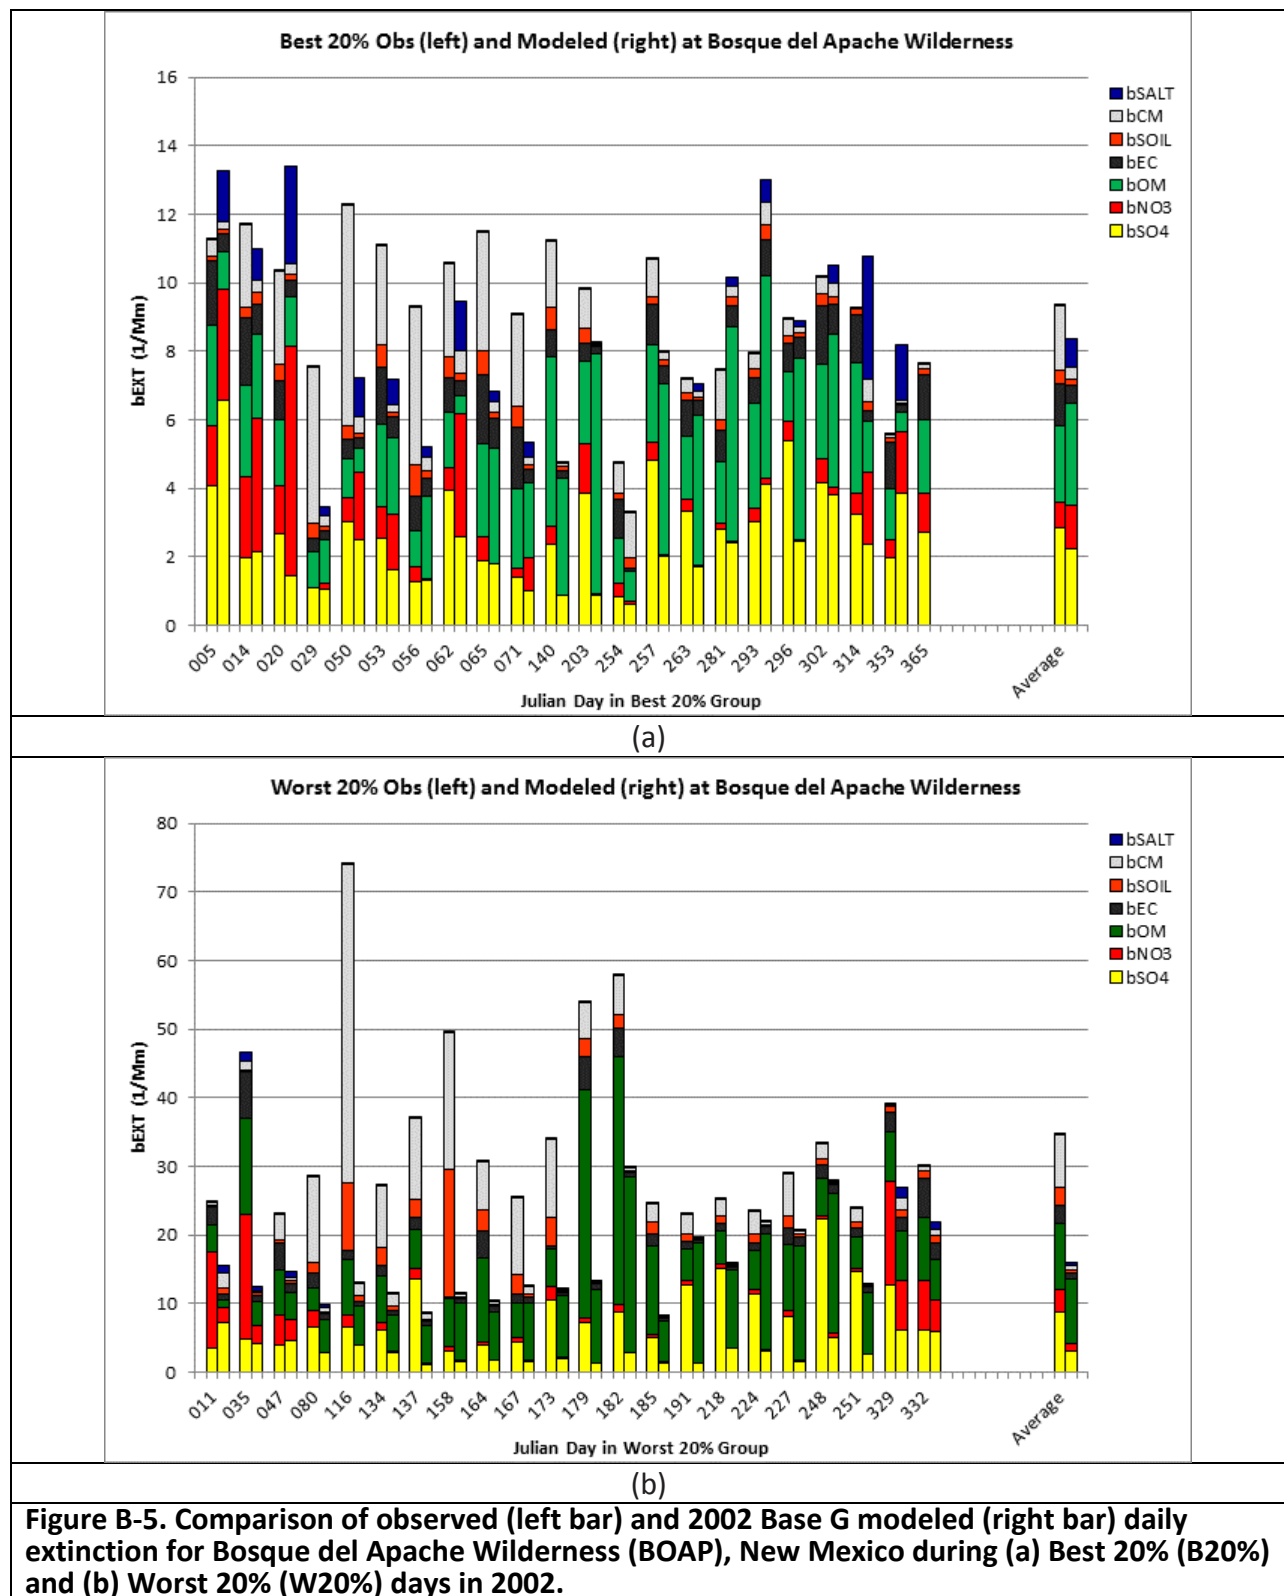 Best 20% Obs (left) and Modeled (right) at Bosque del Apache Wilderness
16
14
12
10
8
6
4
2
0
bEXT (1/Mm)
bSALT
bCM
bSOIL
bEC
bOM
bNO3
bSO4
005 014 020 029 050 053 056 062 065 071 140 203 254 257 263 281 293 296 302 314 353 365 Average
Julian Day in Best 20% Group
(a)
Worst 20% Obs (left) and Modeled (right) at Bosque del Apache Wilderness
80
70
60
50
40
30
20
10
0
bEXT (1/Mm)
bSALT
bCM
bSOIL
bEC
bOM
bNO3
bSO4
011 035 047 080 116 134 137 158 164 167 173 179 182 185 191 218 224 227 248 251 329 332 Average
Julian Day in Worst 20% Group
(b)
Figure B-5. Comparison of observed (left bar) and 2002 Base G modeled (right bar) daily
extinction for Bosque del Apache Wilderness (BOAP), New Mexico during (a) Best 20% (B20%)
and (b) Worst 20% (W20%) days in 2002.